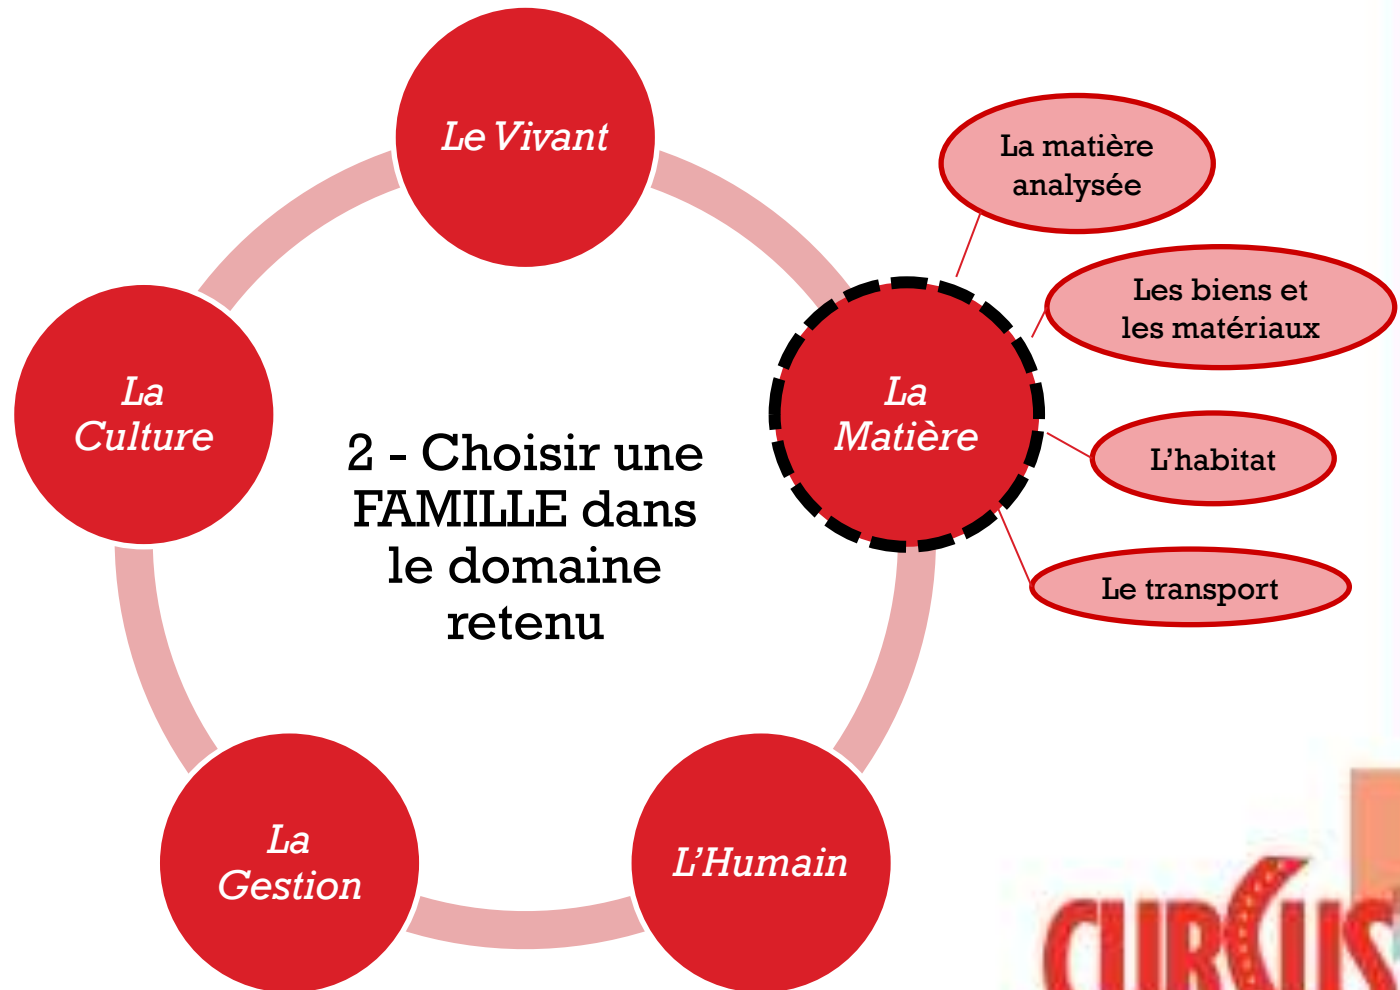 Le Vivant
La matière
analysée
Les biens et
les matériaux
La
Matière
L'habitat
Le transport
La
Culture
2 - Choisir une
FAMILLE dans
le domaine
retenu
La
Gestion
L'Humain
CURCUS